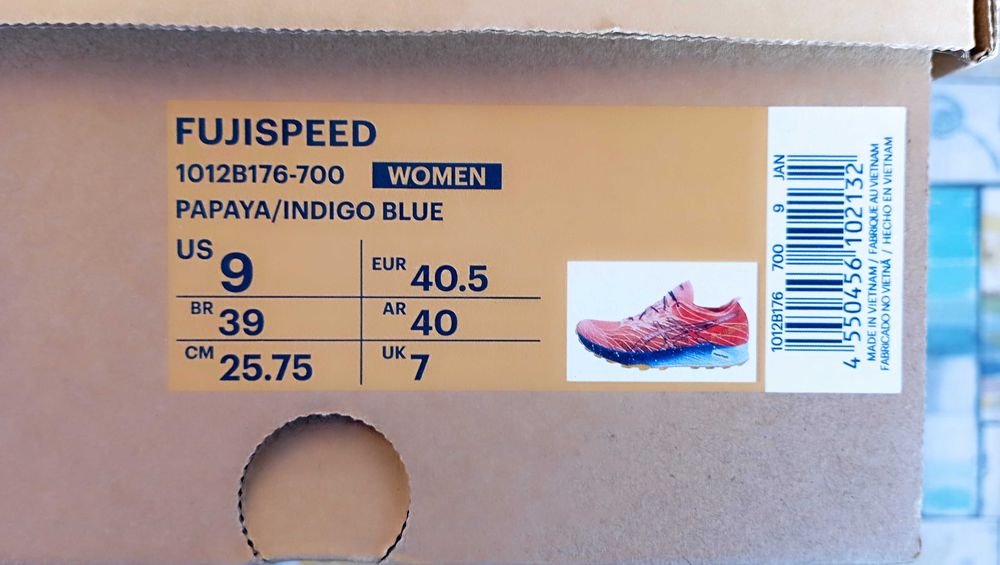 FUJISPEED
1012B176-700 WOMEN
PAPAYA/INDIGO BLUE
US 9 EUR 40.5
BR 39 AR 40
CM 25.75 UK 7
1012B176 700 9 JAN
4 550456 102132
MADE IN VIETNAM / FABRIQUE AU VIETNAM
FABRICADO NO VIETNÃ / HECHO EN VIETNAM